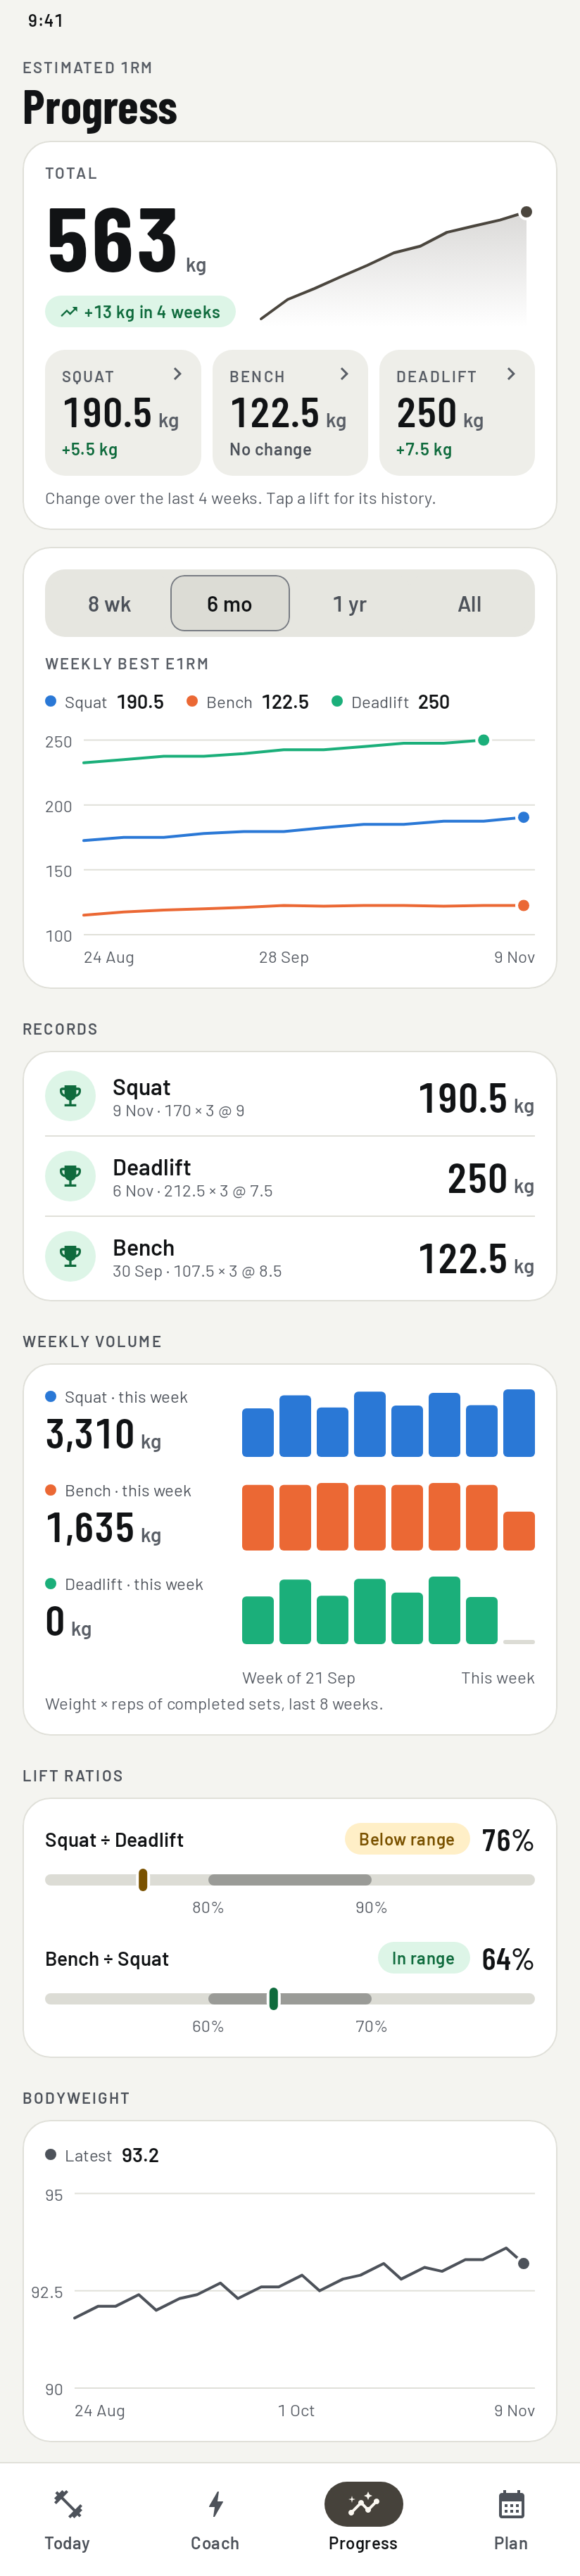 9:41
ESTIMATED 1RM
Progress
TOTAL
563 kg
+13 kg in 4 weeks
SQUAT
190.5 kg
+5.5 kg
BENCH
122.5 kg
No change
DEADLIFT
250 kg
+7.5 kg
Change over the last 4 weeks. Tap a lift for its history.
8 wk 6 mo 1 yr All
WEEKLY BEST E1RM
Squat 190.5 Bench 122.5 Deadlift 250
250
200
150
100
24 Aug 28 Sep 9 Nov
RECORDS
Squat
9 Nov · 170 × 3 @ 9
190.5 kg
Deadlift
6 Nov · 212.5 × 3 @ 7.5
250 kg
Bench
30 Sep · 107.5 × 3 @ 8.5
122.5 kg
WEEKLY VOLUME
Squat · this week
3,310 kg
Bench · this week
1,635 kg
Deadlift · this week
0 kg
Week of 21 Sep This week
Weight × reps of completed sets, last 8 weeks.
LIFT RATIOS
Squat ÷ Deadlift Below range 76%
80% 90%
Bench ÷ Squat In range 64%
60% 70%
BODYWEIGHT
Latest 93.2
95
92.5
90
24 Aug 1 Oct 9 Nov
Today Coach Progress Plan